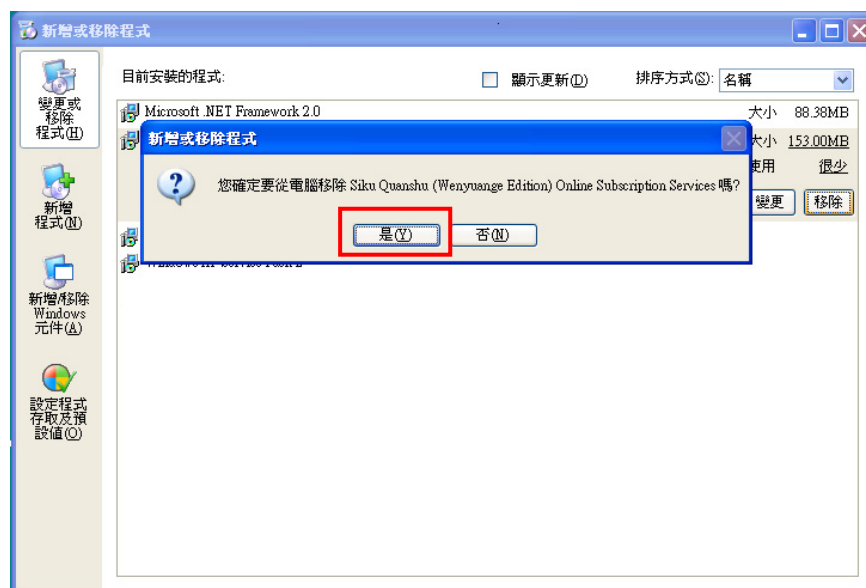 新增或移除程式
變更或
移除
程式(H)
新增
程式(N)
新增/移除
Windows
元件(A)
設定程式
存取及預
設值(O)
目前安裝的程式:
顯示更新(D)
排序方式(S): 名稱
Microsoft .NET Framework 2.0 大小 88.38MB
大小 153.00MB
使用 很少
變更 移除
新增或移除程式
您確定要從電腦移除 Siku Quanshu (Wenyuange Edition) Online Subscription Services 嗎?
是(Y) 否(N)